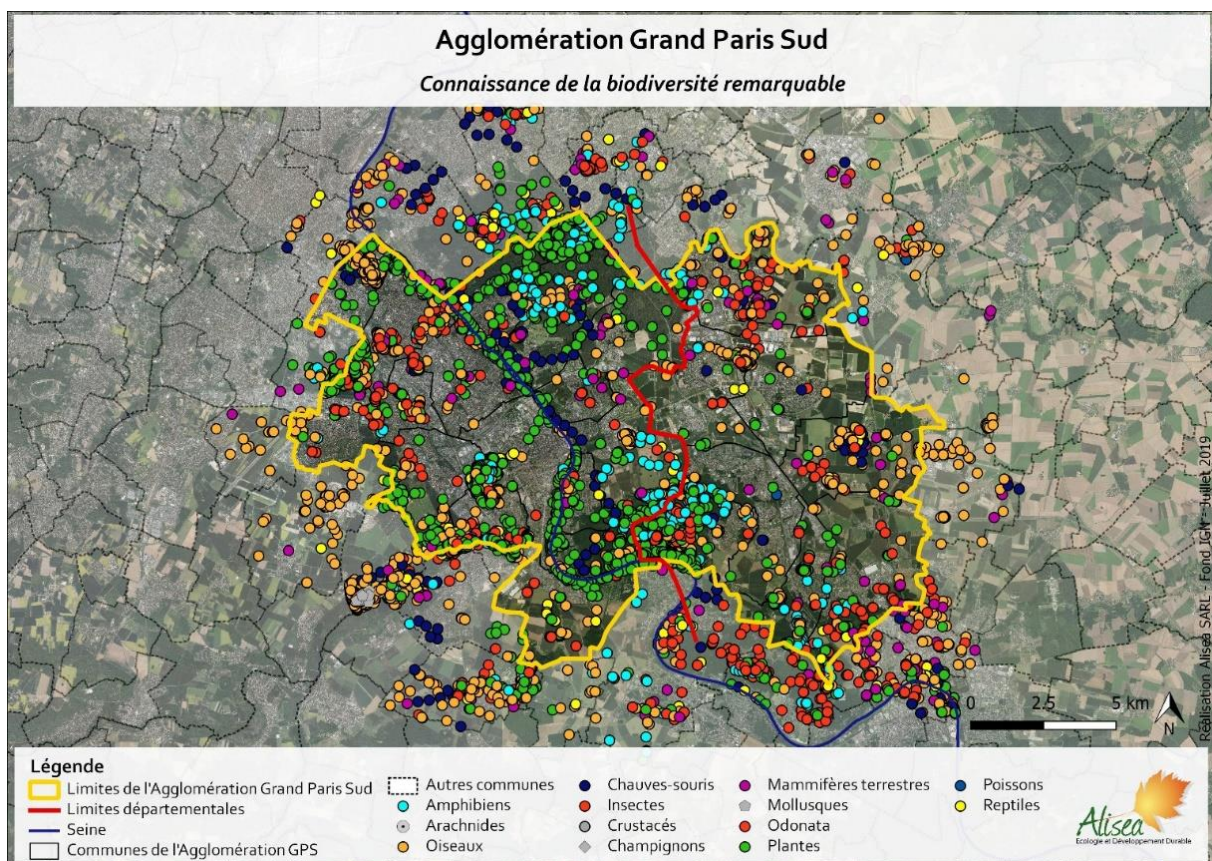 Agglomération Grand Paris Sud
Connaissance de la biodiversité remarquable
Réalisation Alisea SARL - Fond IGN - Juillet 2019
0 2.5 5 km
N
Légende
Limites de l'Agglomération Grand Paris Sud
Limites départementales
Seine
Communes de l'Agglomération GPS
Autres communes
Amphibiens
Arachnides
Oiseaux
Chauves-souris
Insectes
Crustacés
Champignons
Mammifères terrestres
Mollusques
Odonata
Plantes
Poissons
Reptiles
Alisea
Ecologie et Développement Durable